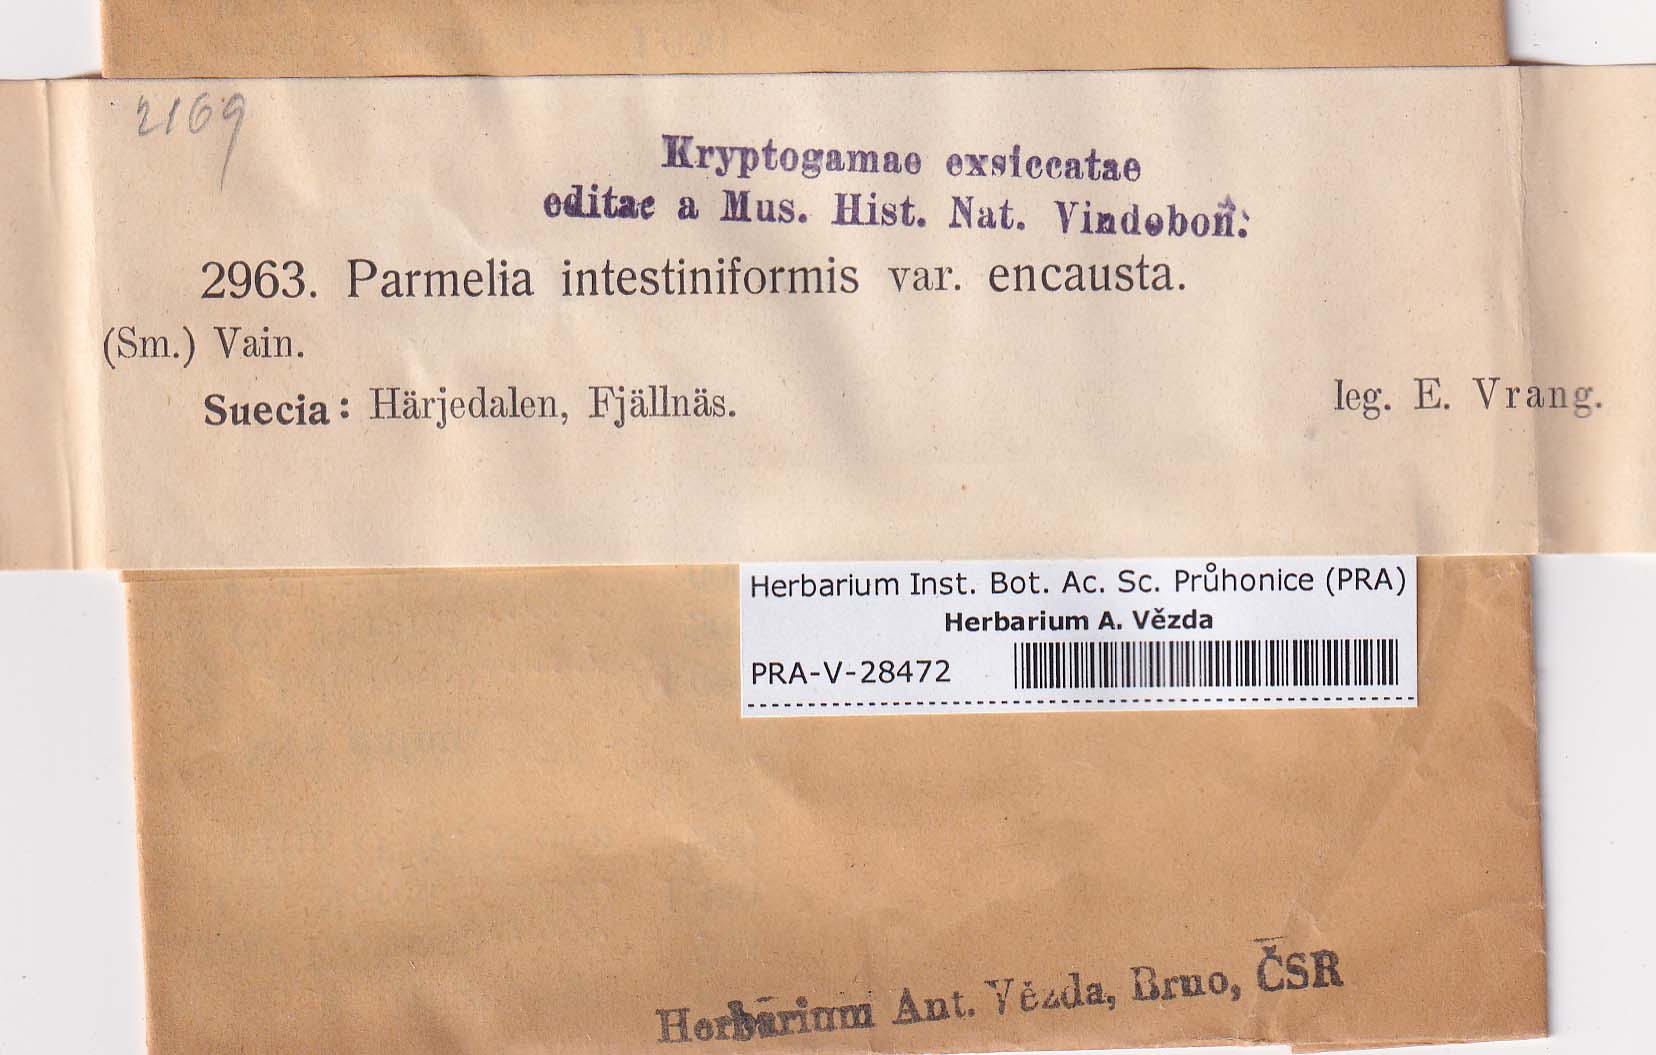 2169
Kryptogamae exsiccatae
editae a Mus. Hist. Nat. Vindobon.
2963. Parmelia intestiniformis var. encausta.
(Sm.) Vain.
Suecia: Härjedalen, Fjällnäs. leg. E. Vrang.
Herbarium Inst. Bot. Ac. Sc. Průhonice (PRA)
Herbarium A. Vězda
PRA-V-28472
Herbarium Ant. Vězda, Brno, ČSR